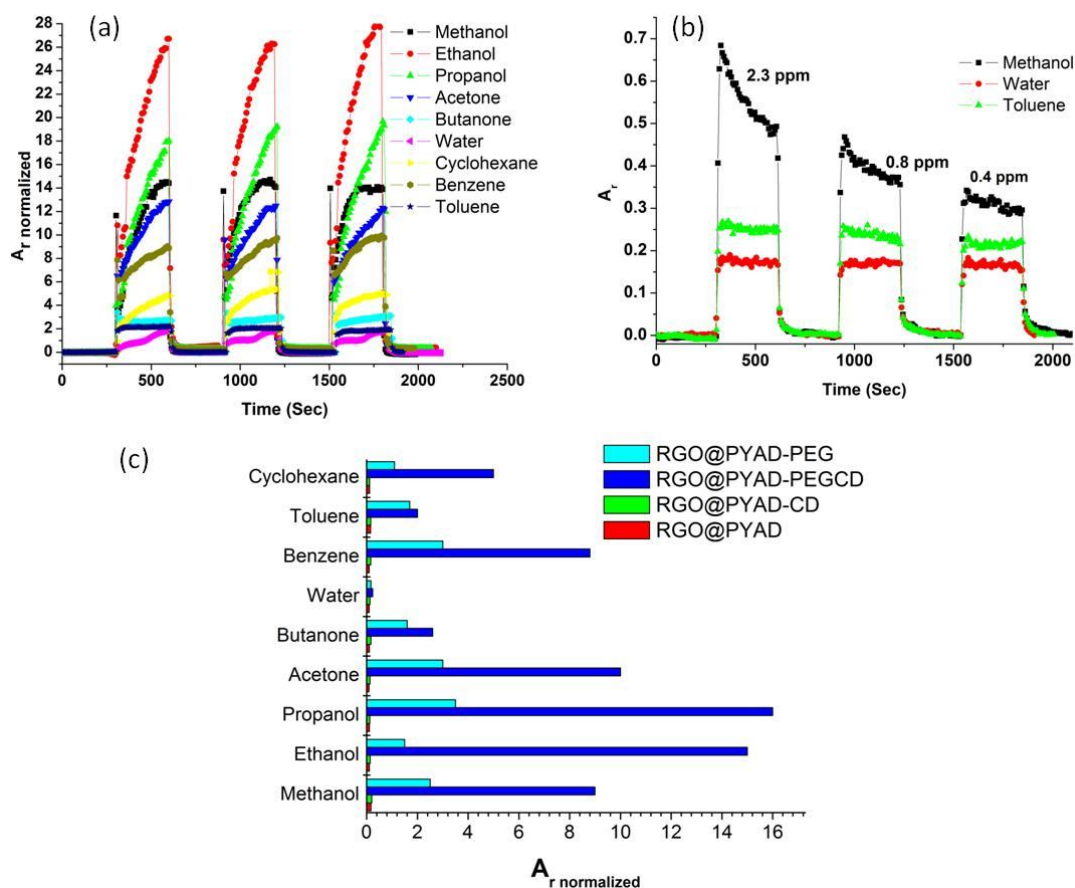 (a)
28
26
24
22
20
18
16
14
12
10
8
6
4
2
0
A r normalized
0 500 1000 1500 2000 2500
Time (Sec)
Methanol
Ethanol
Propanol
Acetone
Butanone
Water
Cyclohexane
Benzene
Toluene
(b)
0.7
0.6
0.5
0.4
0.3
0.2
0.1
0.0
A r
2.3 ppm
0.8 ppm
0.4 ppm
Methanol
Water
Toluene
0 500 1000 1500 2000
Time (Sec)
(c)
RGO@PYAD-PEG
RGO@PYAD-PEGCD
RGO@PYAD-CD
RGO@PYAD
Cyclohexane
Toluene
Benzene
Water
Butanone
Acetone
Propanol
Ethanol
Methanol
0 2 4 6 8 10 12 14 16
A r normalized